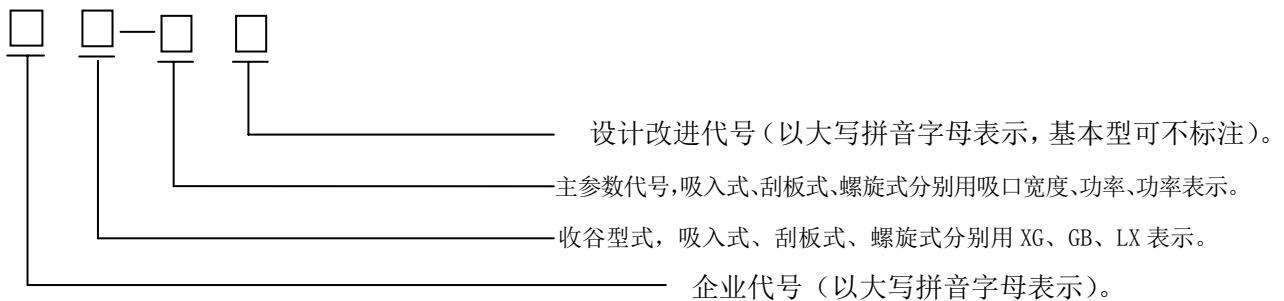 □ □—□ □
设计改进代号（以大写拼音字母表示，基本型可不标注）。
主参数代号，吸入式、刮板式、螺旋式分别用吸口宽度、功率、功率表示。
收谷型式，吸入式、刮板式、螺旋式分别用 XG、GB、LX 表示。
企业代号（以大写拼音字母表示）。